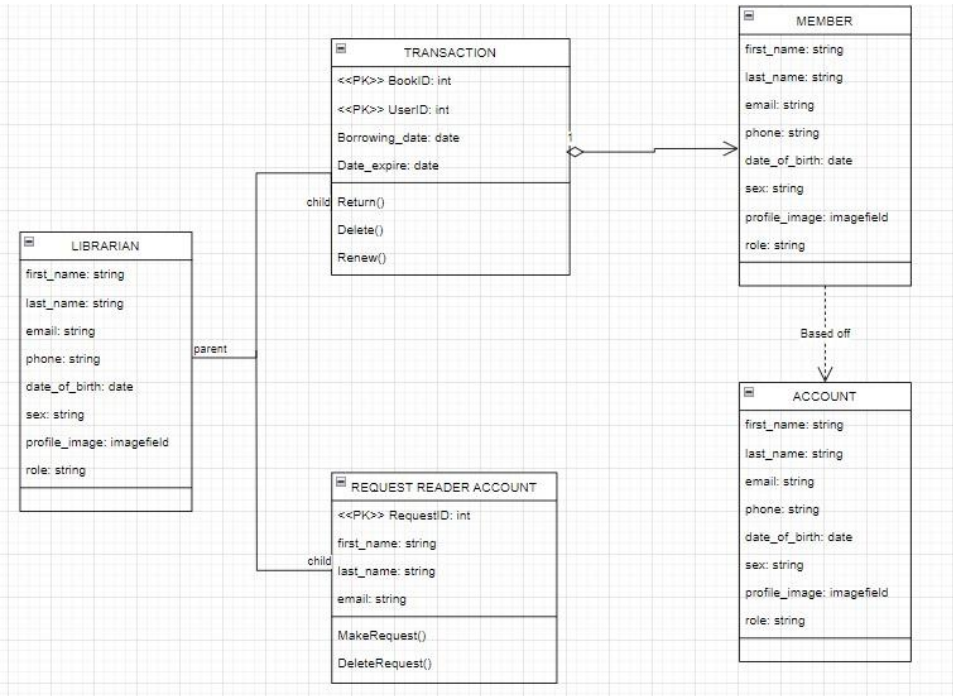 MEMBER
first_name: string
last_name: string
email: string
phone: string
date_of_birth: date
sex: string
profile_image: imagefield
role: string
TRANSACTION
<<PK>> BookID: int
<<PK>> UserID: int
Borrowing_date: date
Date_expire: date
Return()
Delete()
Renew()
1
child
LIBRARIAN
first_name: string
last_name: string
email: string
phone: string
date_of_birth: date
sex: string
profile_image: imagefield
role: string
parent
Based off
ACCOUNT
first_name: string
last_name: string
email: string
phone: string
date_of_birth: date
sex: string
profile_image: imagefield
role: string
REQUEST READER ACCOUNT
<<PK>> RequestID: int
first_name: string
last_name: string
email: string
MakeRequest()
DeleteRequest()
child